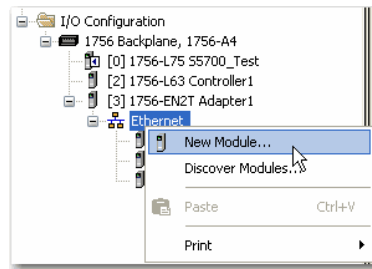 I/O Configuration
1756 Backplane, 1756-A4
[0] 1756-L75 S5700_Test
[2] 1756-L63 Controller1
[3] 1756-EN2T Adapter1
Ethernet
New Module...
Discover Modules...
Paste Ctrl+V
Print